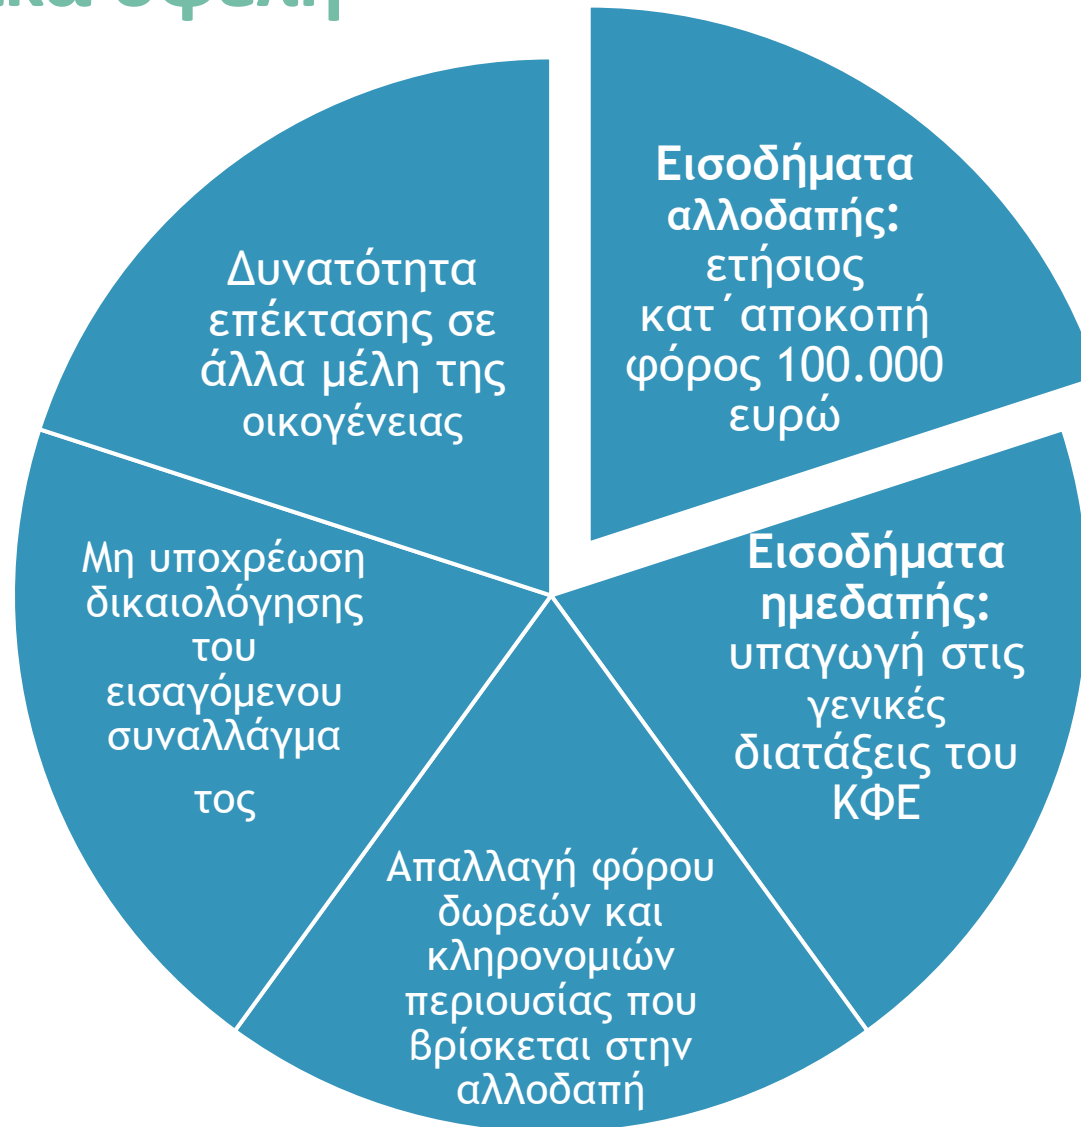 οφέλη
Εισοδήματα
αλλοδαπής:
ετήσιος
κατ΄αποκοπή
φόρος 100.000
ευρώ
Εισοδήματα
ημεδαπής:
υπαγωγή στις
γενικές
διατάξεις του
ΚΦΕ
Απαλλαγή φόρου
δωρεών και
κληρονομιών
περιουσίας που
βρίσκεται στην
αλλοδαπή
Μη υποχρέωση
δικαιολόγησης
του
εισαγόμενου
συναλλάγμα
τος
Δυνατότητα
επέκτασης σε
άλλα μέλη της
οικογένειας